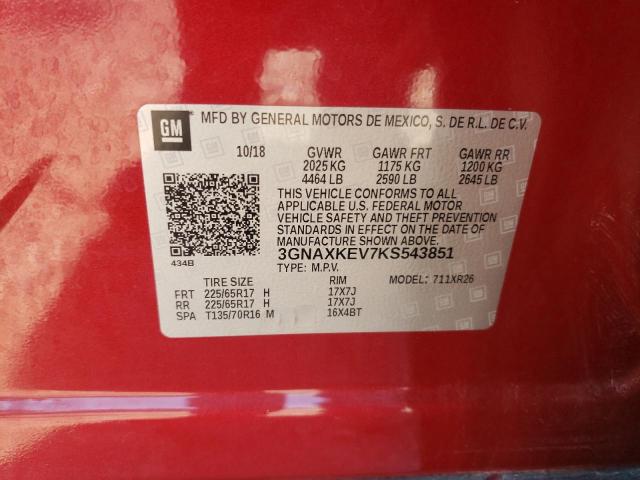 GM MFD BY GENERAL MOTORS DE MEXICO, S. DE R.L. DE C.V.
10/18 GVWR GAWR FRT GAWR RR
2025 KG 1175 KG 1200 KG
4464 LB 2590 LB 2645 LB
THIS VEHICLE CONFORMS TO ALL
APPLICABLE U.S. FEDERAL MOTOR
VEHICLE SAFETY AND THEFT PREVENTION
STANDARDS IN EFFECT ON THE DATE OF
MANUFACTURE SHOWN ABOVE.
434B 3GNAXKEV7KS543851
TYPE: M.P.V. MODEL: 711XR26
TIRE SIZE RIM
FRT 225/65R17 H 17X7J
RR 225/65R17 H 17X7J
SPA T135/70R16 M 16X4BT